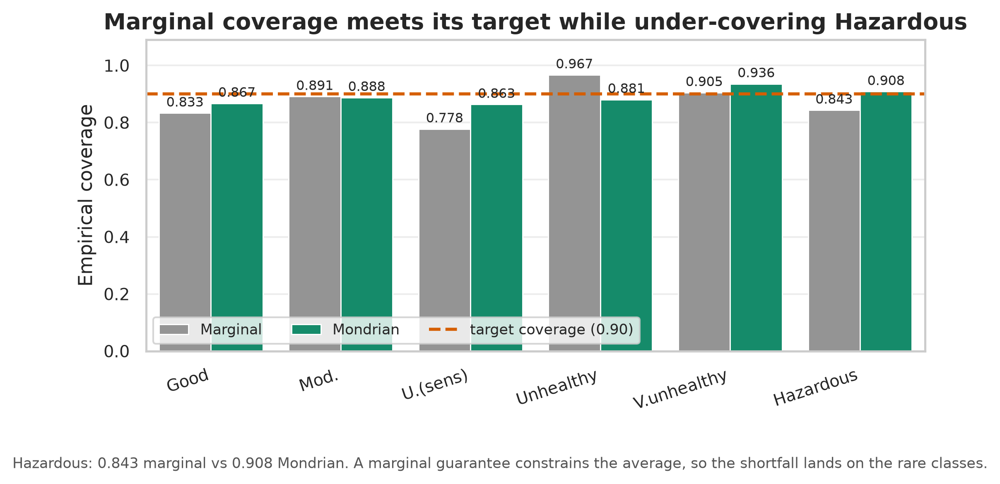 Marginal coverage meets its target while under-covering Hazardous
Empirical coverage
1.0
0.8
0.6
0.4
0.2
0.0
0.833
0.867
0.891
0.888
0.778
0.863
0.967
0.881
0.905
0.936
0.843
0.908
Marginal
Mondrian
target coverage (0.90)
Good
Mod.
U.(sens)
Unhealthy
V.unhealthy
Hazardous
Hazardous: 0.843 marginal vs 0.908 Mondrian. A marginal guarantee constrains the average, so the shortfall lands on the rare classes.